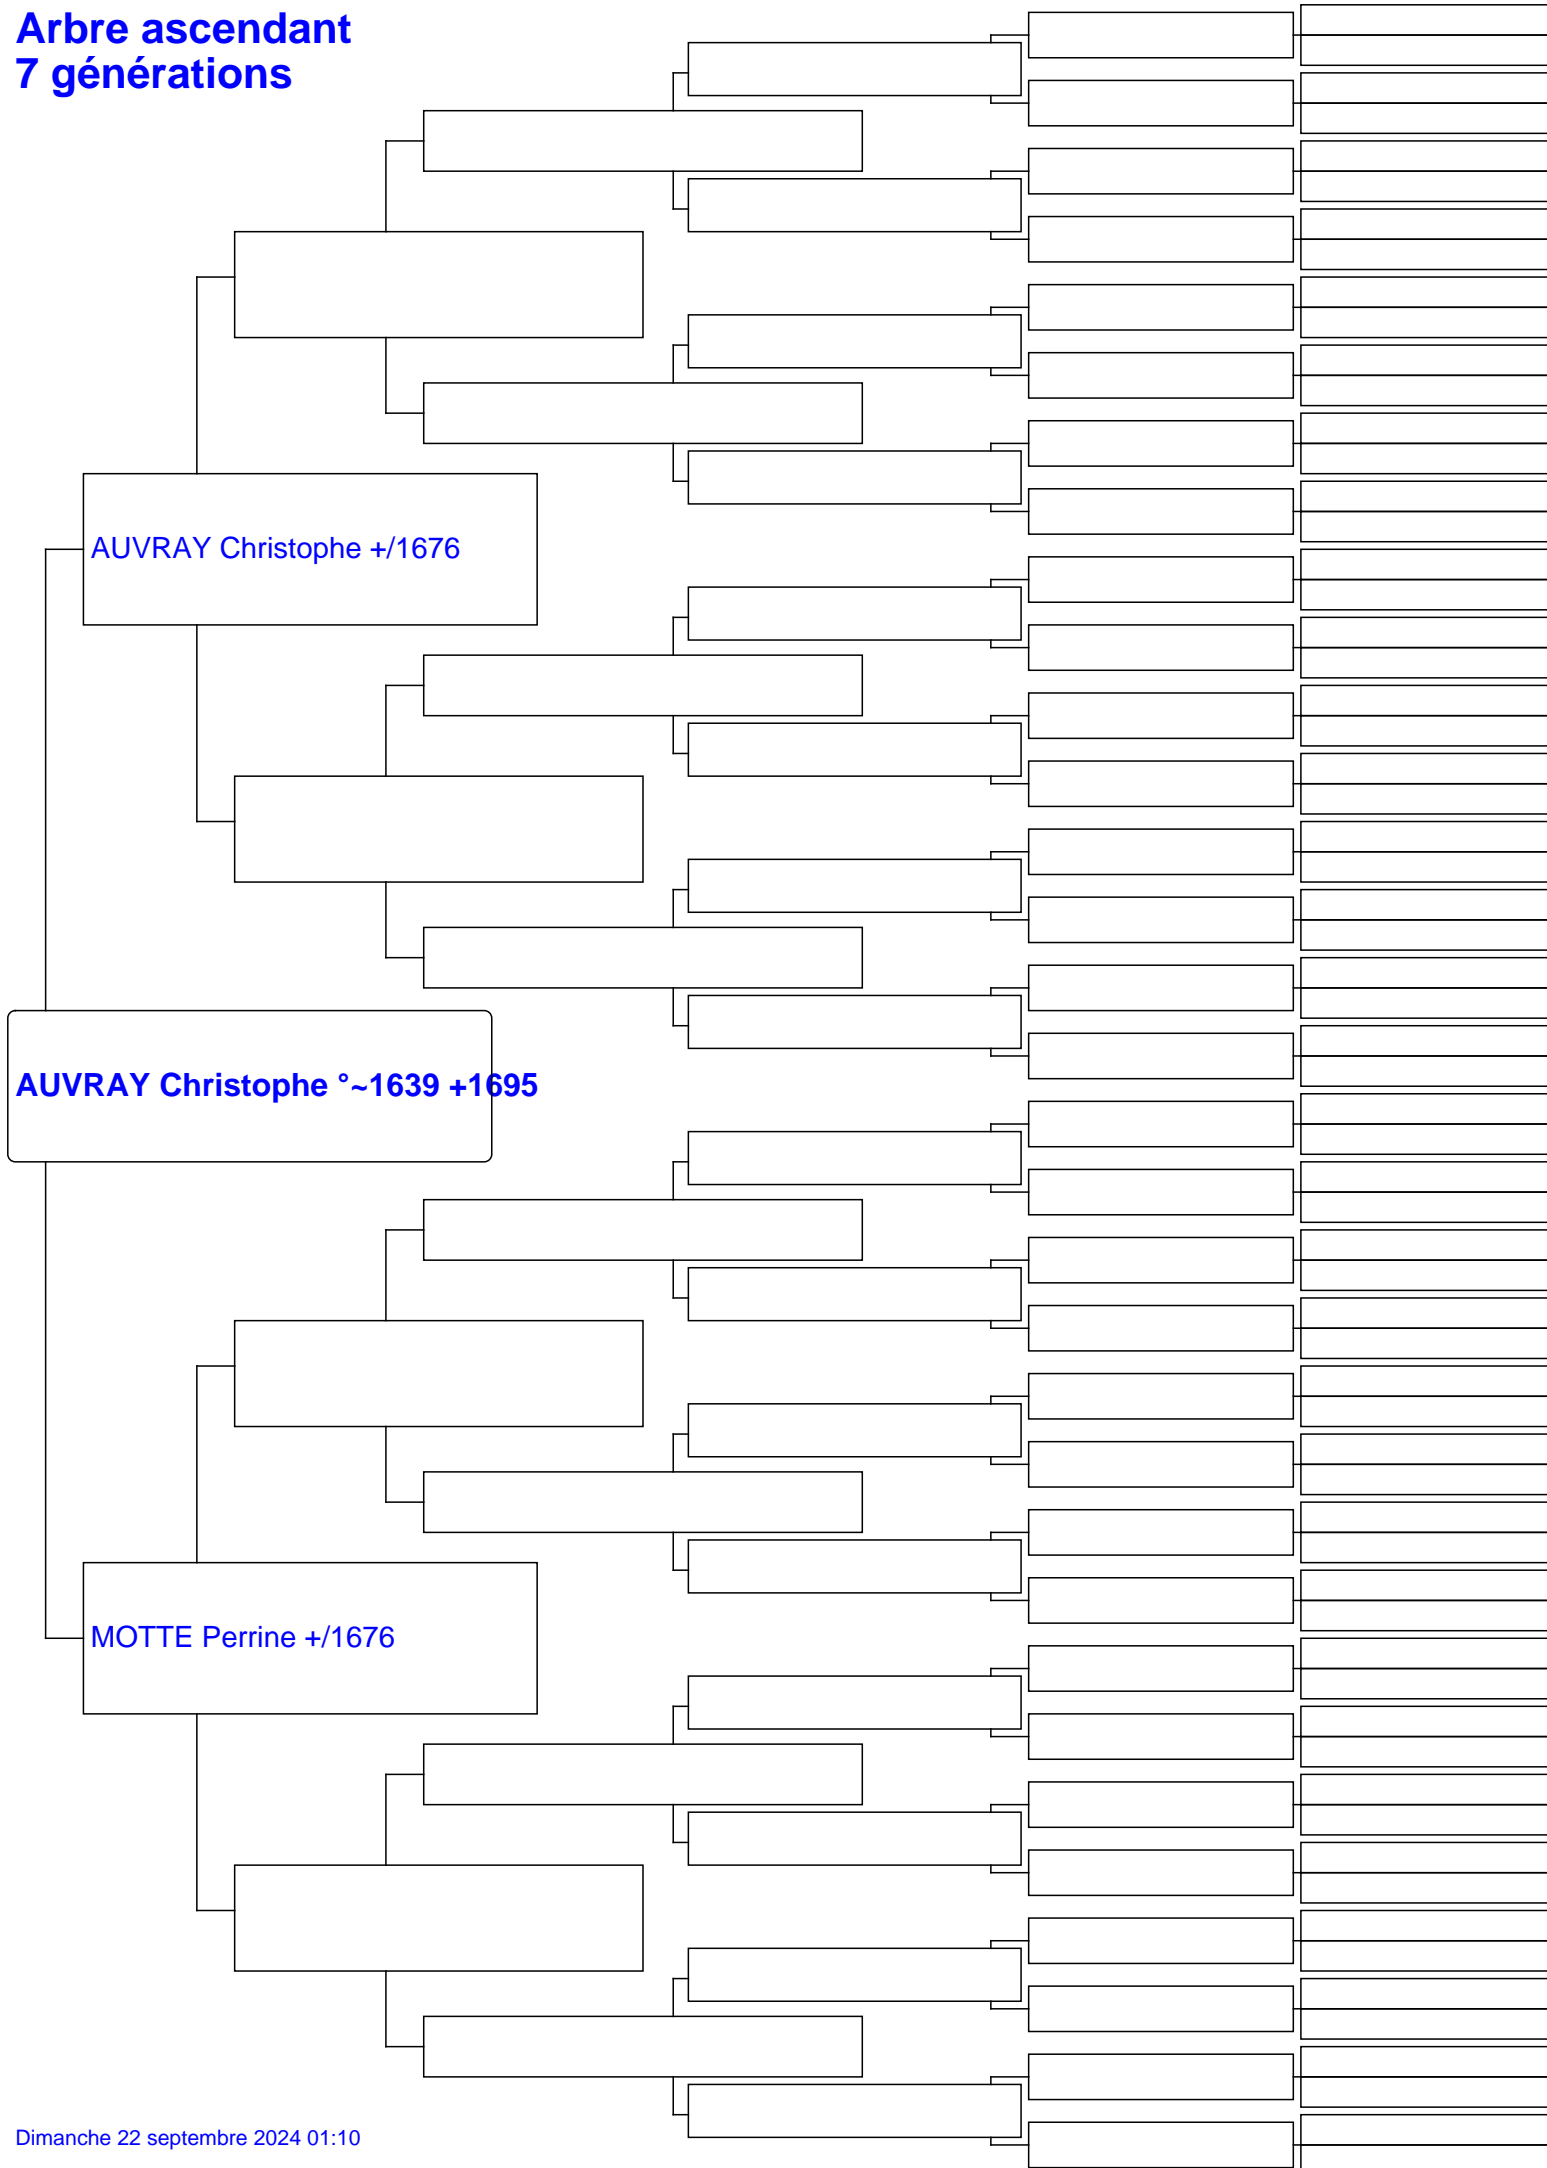 Arbre ascendant
7 générations
AUVRAY Christophe +/1676
AUVRAY Christophe °~1639 +1695
MOTTE Perrine +/1676
Dimanche 22 septembre 2024 01:10